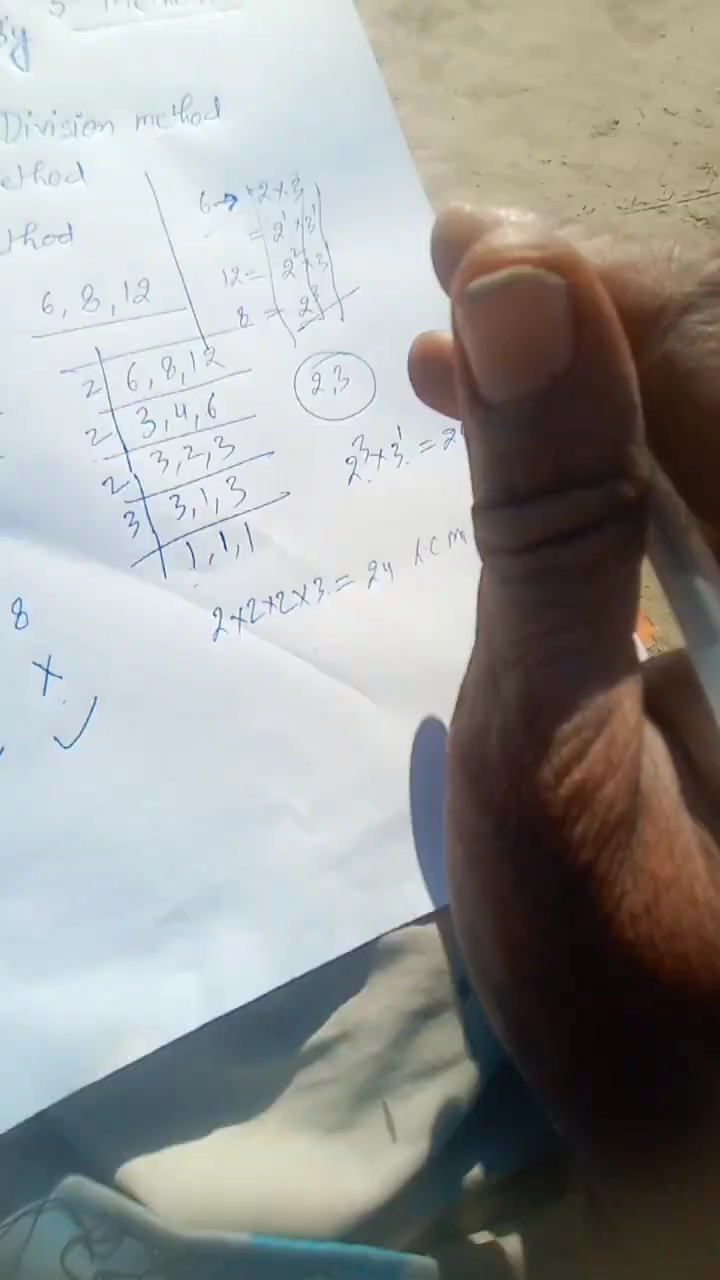 By
Division method
ethod
thod
6 → 2×3
= 2¹×3¹
12= 2²×3
8 = 2³
6, 8, 12
2 | 6, 8, 12
2 | 3, 4, 6
2 | 3, 2, 3
3 | 3, 1, 3
1, 1, 1
2,3
2³×3¹ = 2
2×2×2×3 = 24 L.C.M
8
×
✓